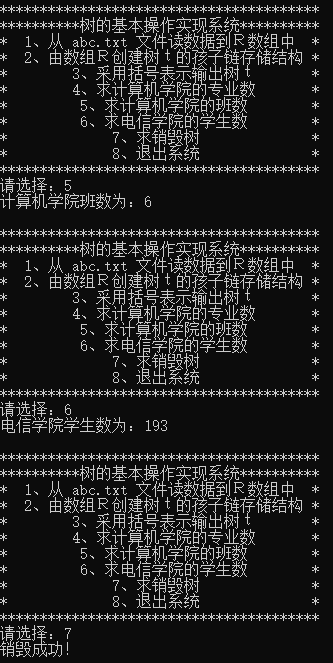 ****************************************
**********树的基本操作实现系统**********
*  1、从 abc.txt 文件读数据到Ｒ数组中  *
*  2、由数组Ｒ创建树ｔ的孩子链存储结构 *
*        3、采用括号表示输出树ｔ       *
*        4、求计算机学院的专业数       *
*         5、求计算机学院的班数        *
*         6、求电信学院的学生数        *
*             7、求销毁树              *
*             8、退出系统              *
****************************************
请选择：5
计算机学院班数为：6
****************************************
**********树的基本操作实现系统**********
*  1、从 abc.txt 文件读数据到Ｒ数组中  *
*  2、由数组Ｒ创建树ｔ的孩子链存储结构 *
*        3、采用括号表示输出树ｔ       *
*        4、求计算机学院的专业数       *
*         5、求计算机学院的班数        *
*         6、求电信学院的学生数        *
*             7、求销毁树              *
*             8、退出系统              *
****************************************
请选择：6
电信学院学生数为：193
****************************************
**********树的基本操作实现系统**********
*  1、从 abc.txt 文件读数据到Ｒ数组中  *
*  2、由数组Ｒ创建树ｔ的孩子链存储结构 *
*        3、采用括号表示输出树ｔ       *
*        4、求计算机学院的专业数       *
*         5、求计算机学院的班数        *
*         6、求电信学院的学生数        *
*             7、求销毁树              *
*             8、退出系统              *
****************************************
请选择：7
销毁成功!